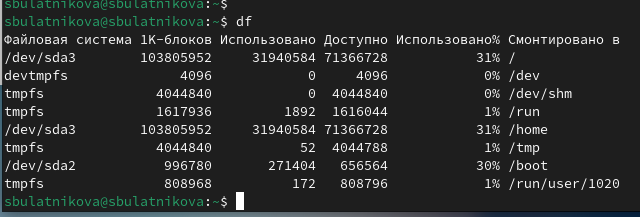 sbulatnikova@sbulatnikova:~$
sbulatnikova@sbulatnikova:~$ df
Файловая система 1K-блоков Использовано Доступно Использовано% Смонтировано в
/dev/sda3 103805952 31940584 71366728 31% /
devtmpfs 4096 0 4096 0% /dev
tmpfs 4044840 0 4044840 0% /dev/shm
tmpfs 1617936 1892 1616044 1% /run
/dev/sda3 103805952 31940584 71366728 31% /home
tmpfs 4044840 52 4044788 1% /tmp
/dev/sda2 996780 271404 656564 30% /boot
tmpfs 808968 172 808796 1% /run/user/1020
sbulatnikova@sbulatnikova:~$